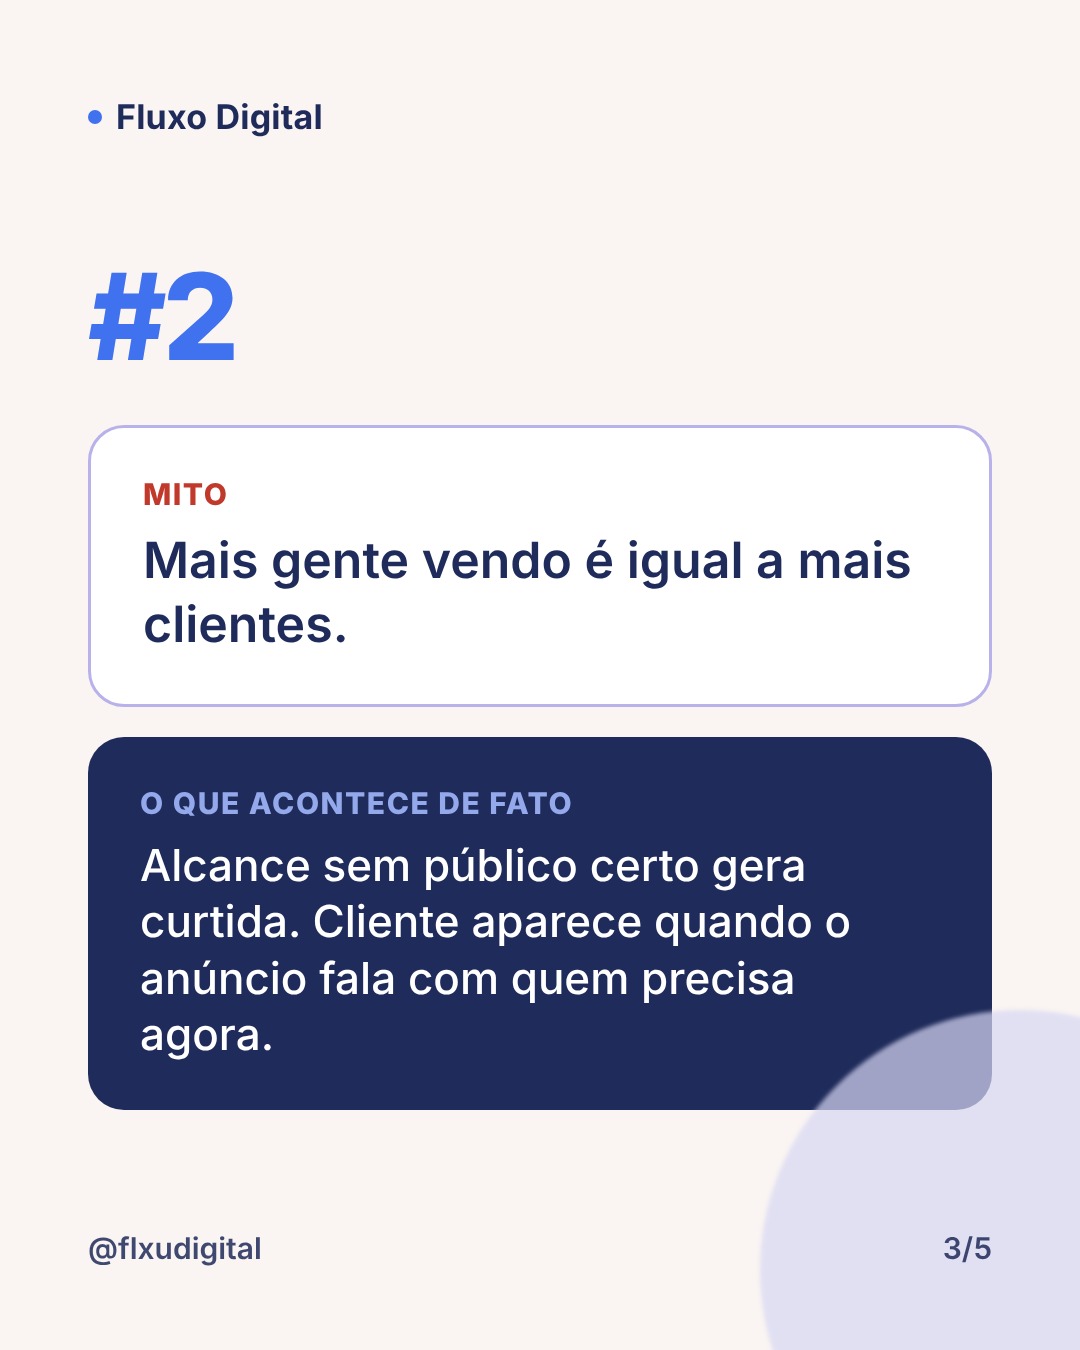 Fluxo Digital
#2
MITO
Mais gente vendo é igual a mais
clientes.
O QUE ACONTECE DE FATO
Alcance sem público certo gera
curtida. Cliente aparece quando o
anúncio fala com quem precisa
agora.
@flxudigital
3/5